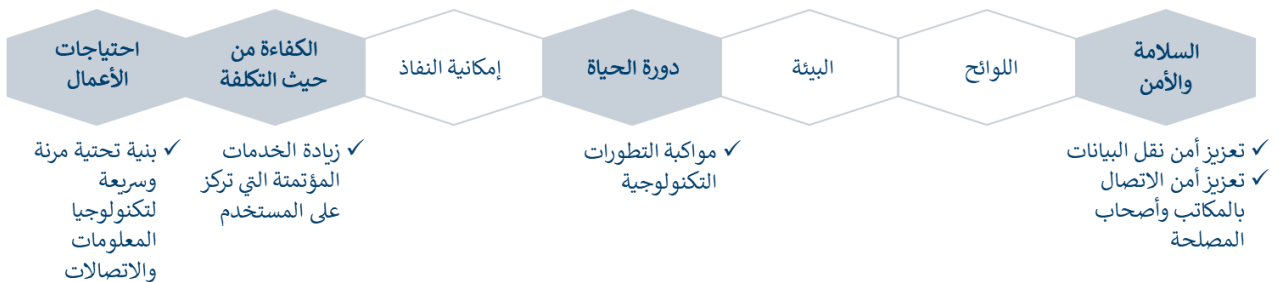 السلامة
والأمن
اللوائح
البيئة
دورة الحياة
إمكانية النفاذ
الكفاءة من
حيث التكلفة
احتياجات
الأعمال
✓ تعزيز أمن نقل البيانات
✓ تعزيز أمن الاتصال
بالمكاتب وأصحاب
المصلحة
✓ مواكبة التطورات
التكنولوجية
✓ زيادة الخدمات
المؤتمتة التي تركز
على المستخدم
✓ بنية تحتية مرنة
وسريعة
لتكنولوجيا
المعلومات
والاتصالات